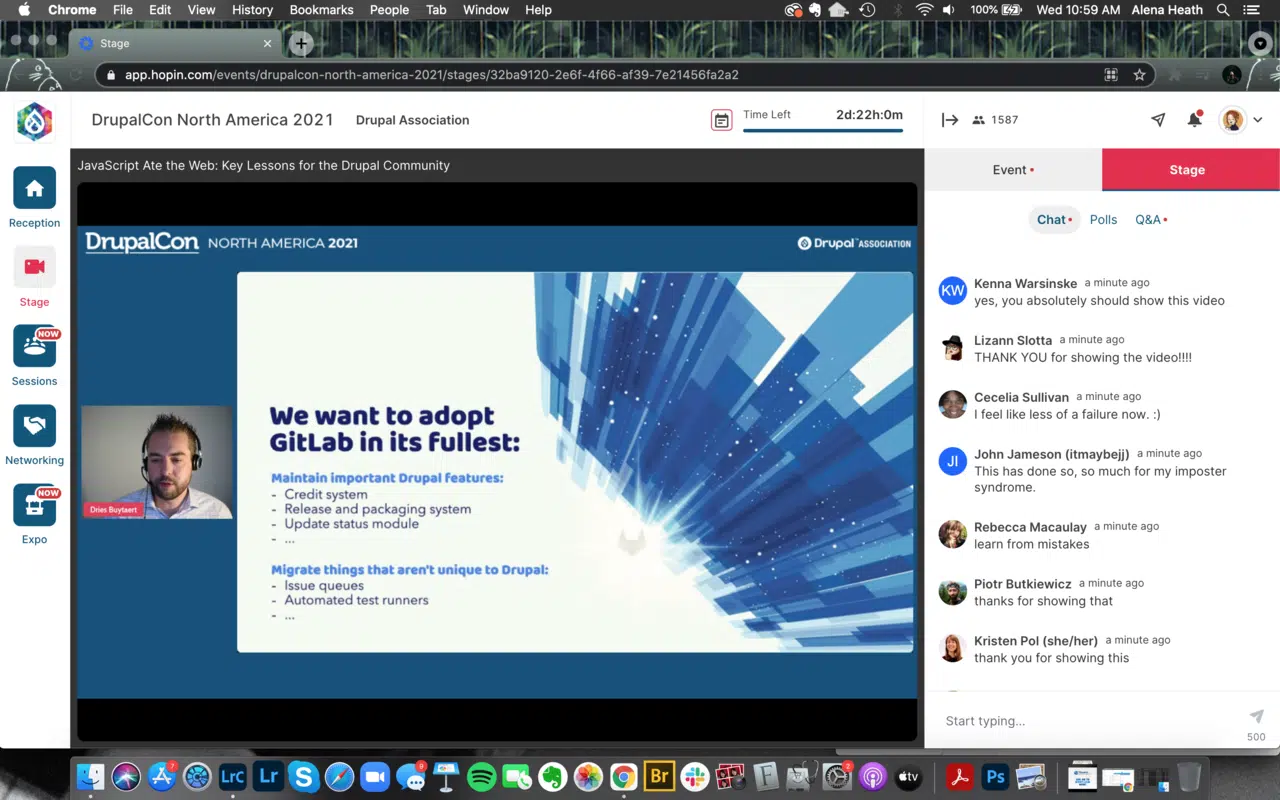 Chrome File Edit View History Bookmarks People Tab Window Help 100% Wed 10:59 AM Alena Heath
Stage
app.hopin.com/events/drupalcon-north-america-2021/stages/32ba9120-2e6f-4f66-af39-7e21456fa2a2
DrupalCon North America 2021 Drupal Association Time Left 2d:22h:0m 1587
Reception
Stage
NOW
Sessions
Networking
NOW
Expo
JavaScript Ate the Web: Key Lessons for the Drupal Community
DrupalCon NORTH AMERICA 2021
Drupal ASSOCIATION
Dries Buytaert
We want to adopt
GitLab in its fullest:
Maintain important Drupal features:
- Credit system
- Release and packaging system
- Update status module
- ...
Migrate things that aren't unique to Drupal:
- Issue queues
- Automated test runners
- ...
Event Stage
Chat Polls Q&A
KW
Kenna Warsinske a minute ago
yes, you absolutely should show this video
Lizann Slotta a minute ago
THANK YOU for showing the video!!!!
Cecelia Sullivan a minute ago
I feel like less of a failure now. :)
JI
John Jameson (itmaybejj) a minute ago
This has done so, so much for my imposter
syndrome.
Rebecca Macaulay a minute ago
learn from mistakes
Piotr Butkiewicz a minute ago
thanks for showing that
Kristen Pol (she/her) a minute ago
thank you for showing this
Start typing...
500
7 LrC Lr 9 Br F 2 tv Ps